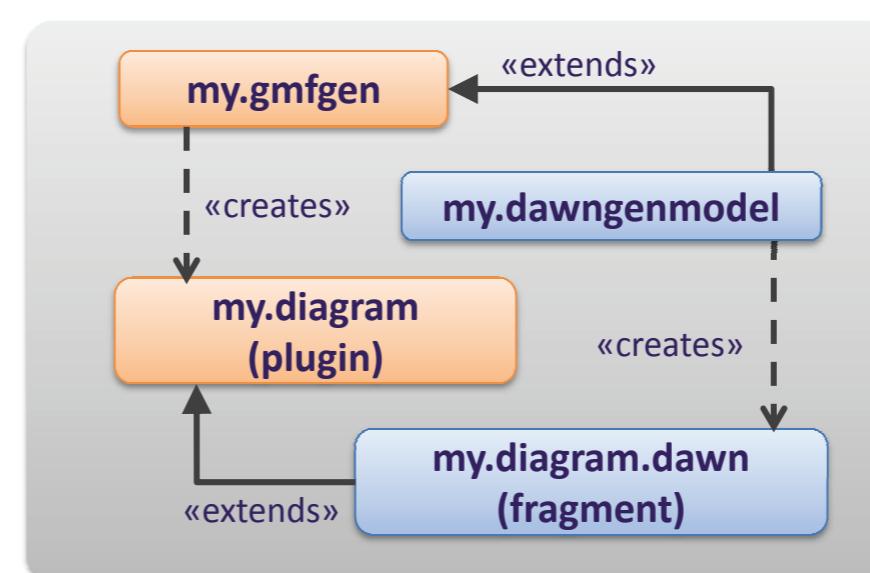 «extends»
my.gmfgen
my.dawngenmodel
«creates»
my.diagram
(plugin)
«creates»
my.diagram.dawn
(fragment)
«extends»